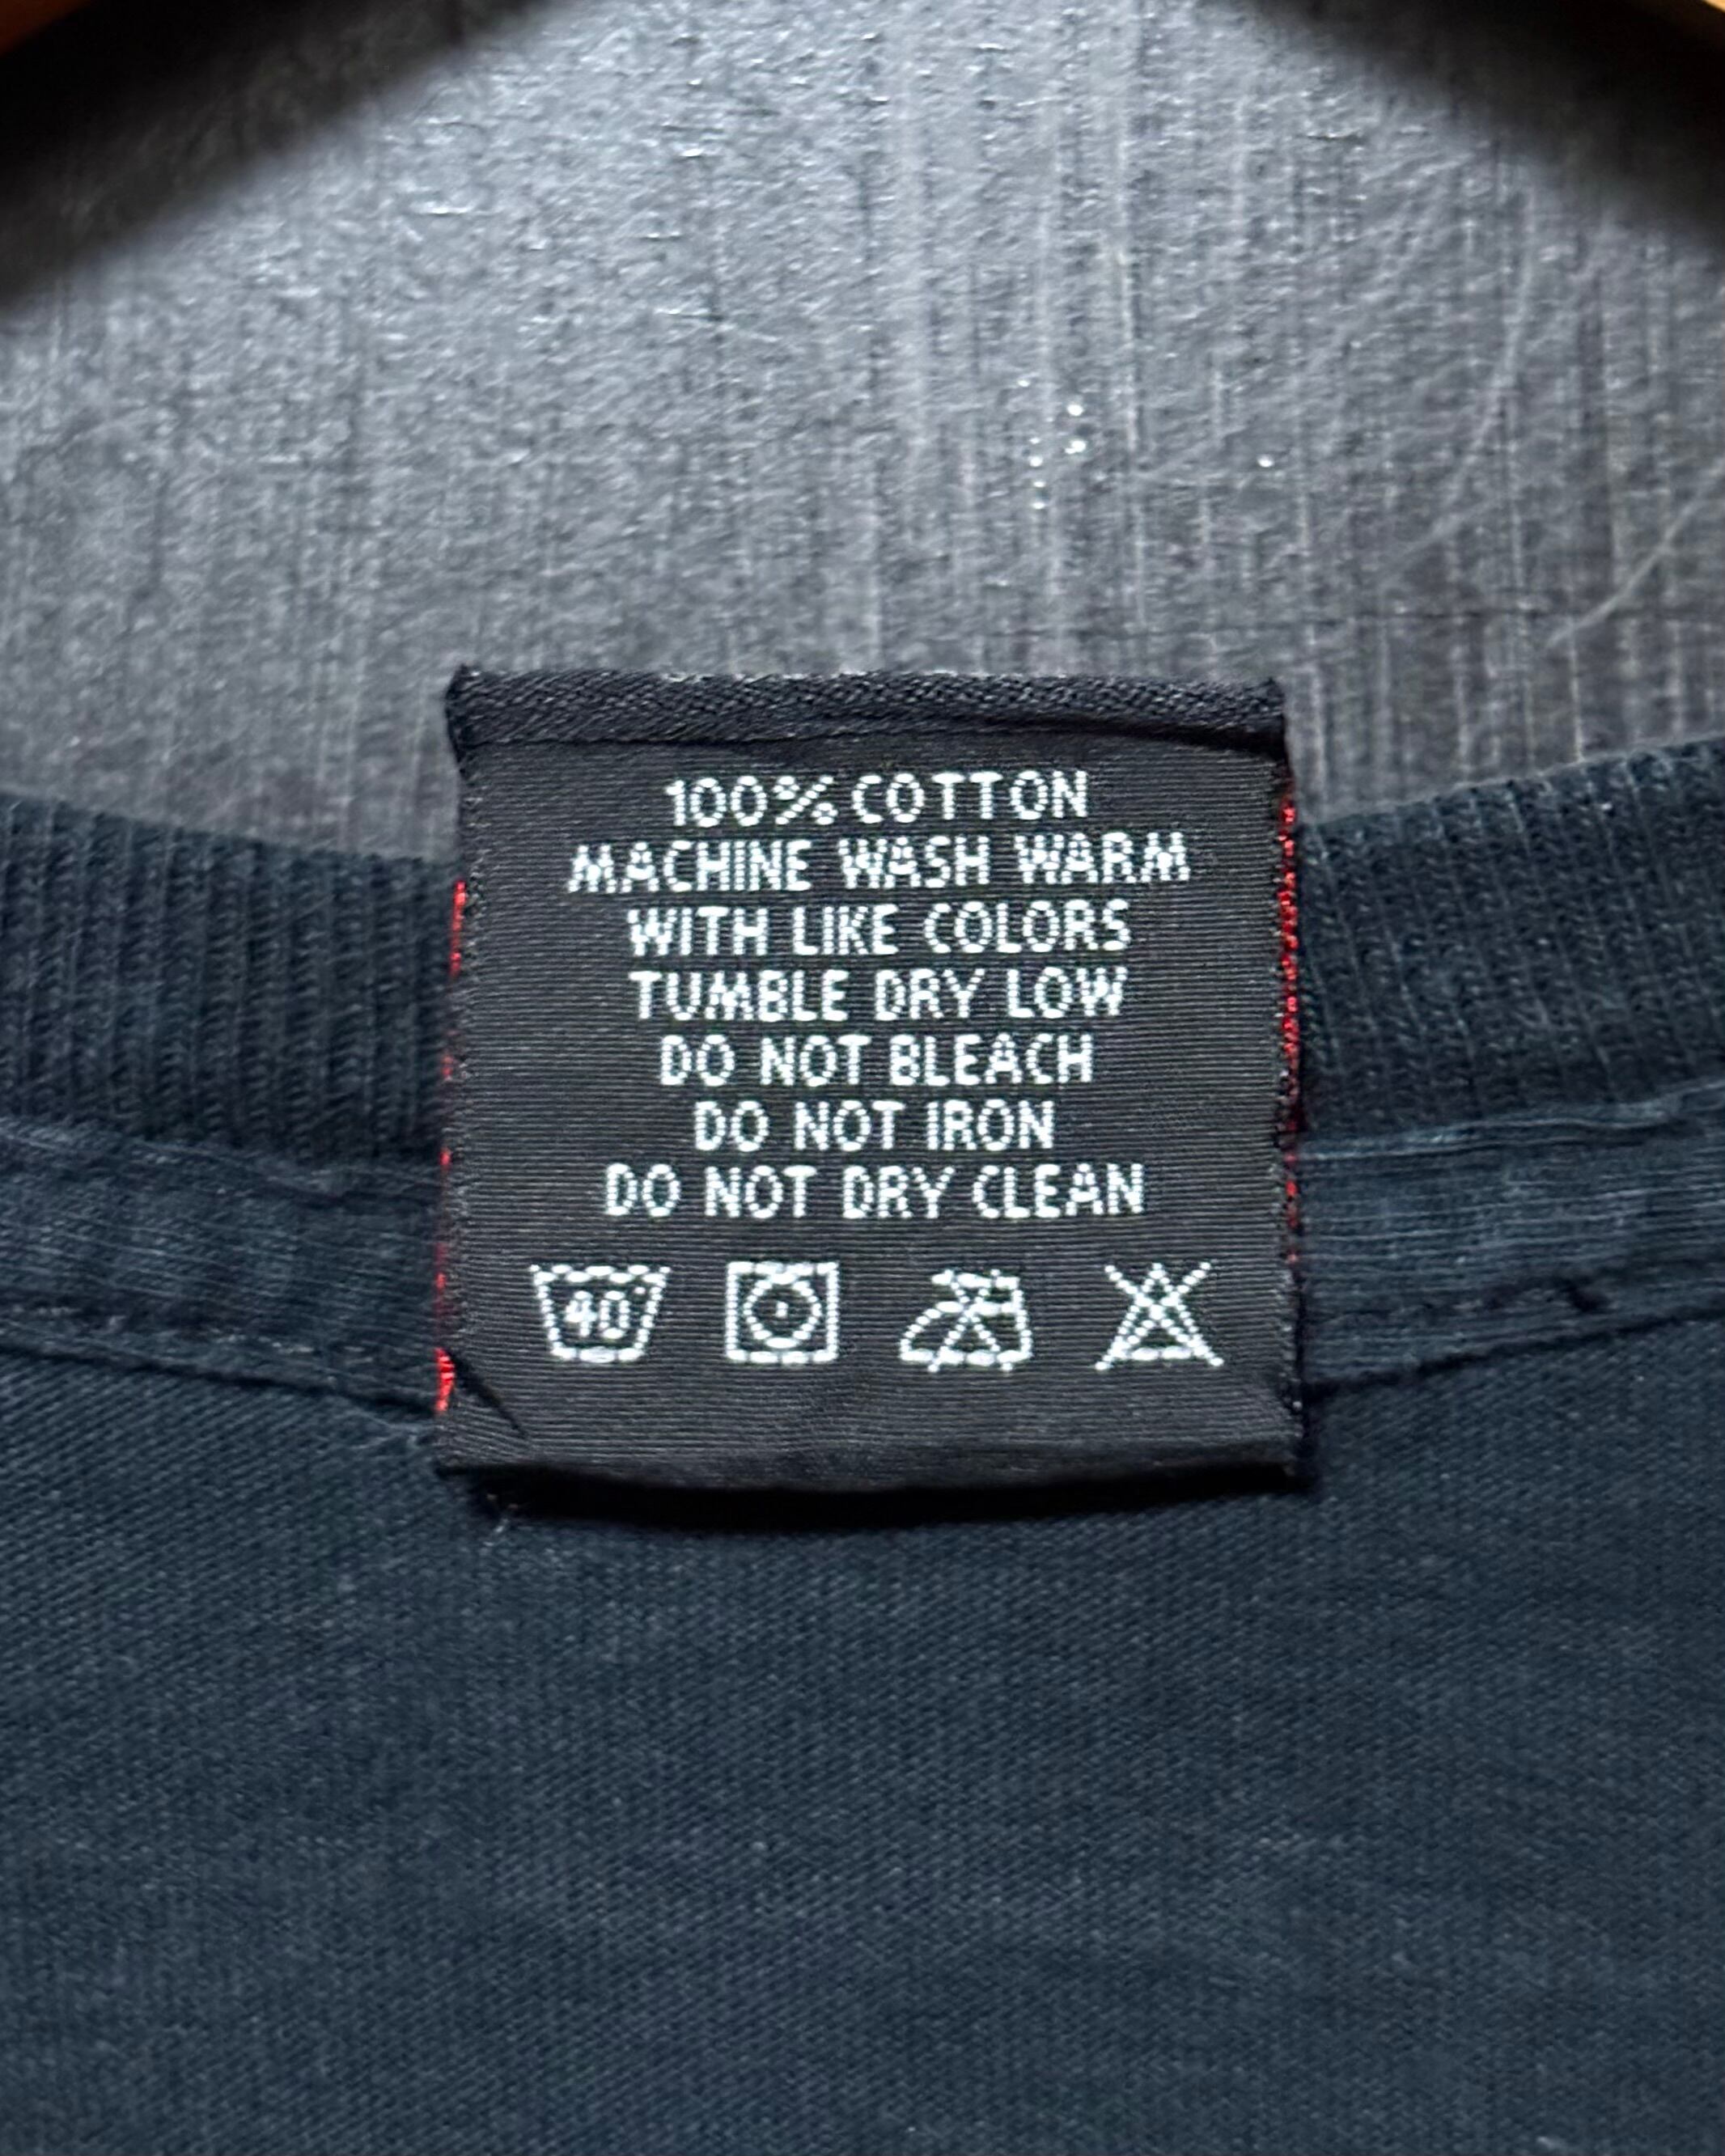 100% COTTON
MACHINE WASH WARM
WITH LIKE COLORS
TUMBLE DRY LOW
DO NOT BLEACH
DO NOT IRON
DO NOT DRY CLEAN
40°